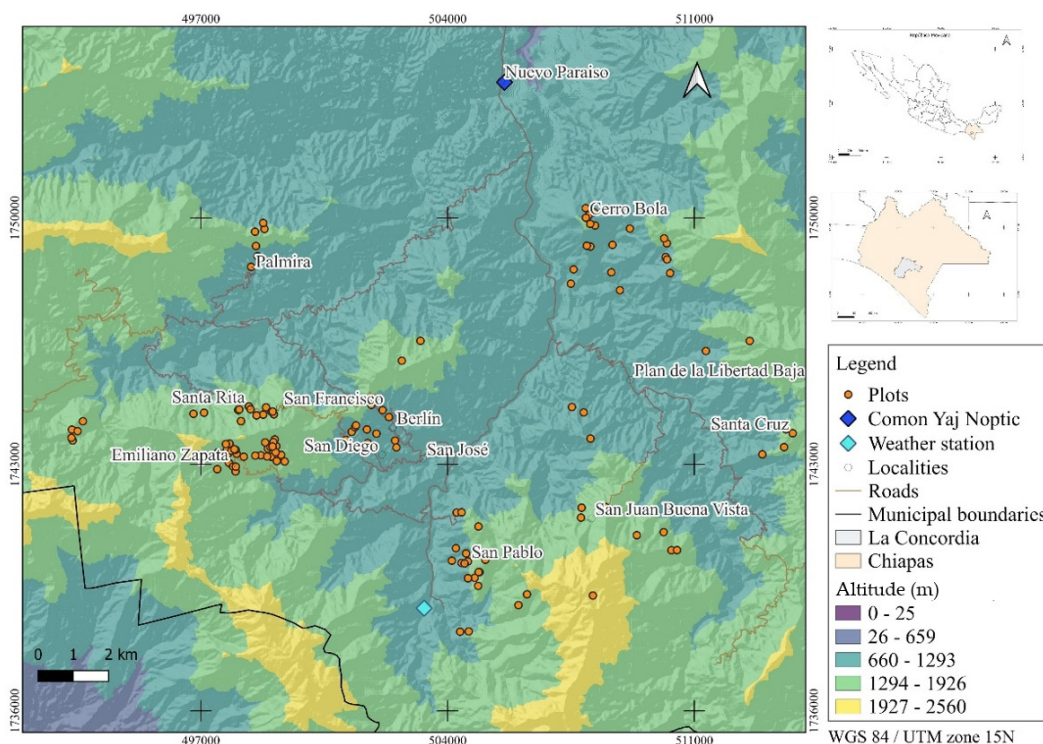 497000
504000
511000
República Mexicana
Nuevo Paraiso
1750000
1750000
Cerro Bola
Palmira
Plan de la Libertad Baja
Santa Rita
San Francisco
Berlín
Santa Cruz
Emiliano Zapata
San Diego
San José
1743000
1743000
San Juan Buena Vista
San Pablo
0 1 2 km
1736000
1736000
497000
504000
511000
Legend
Plots
Comon Yaj Noptic
Weather station
Localities
Roads
Municipal boundaries
La Concordia
Chiapas
Altitude (m)
0 - 25
26 - 659
660 - 1293
1294 - 1926
1927 - 2560
WGS 84 / UTM zone 15N